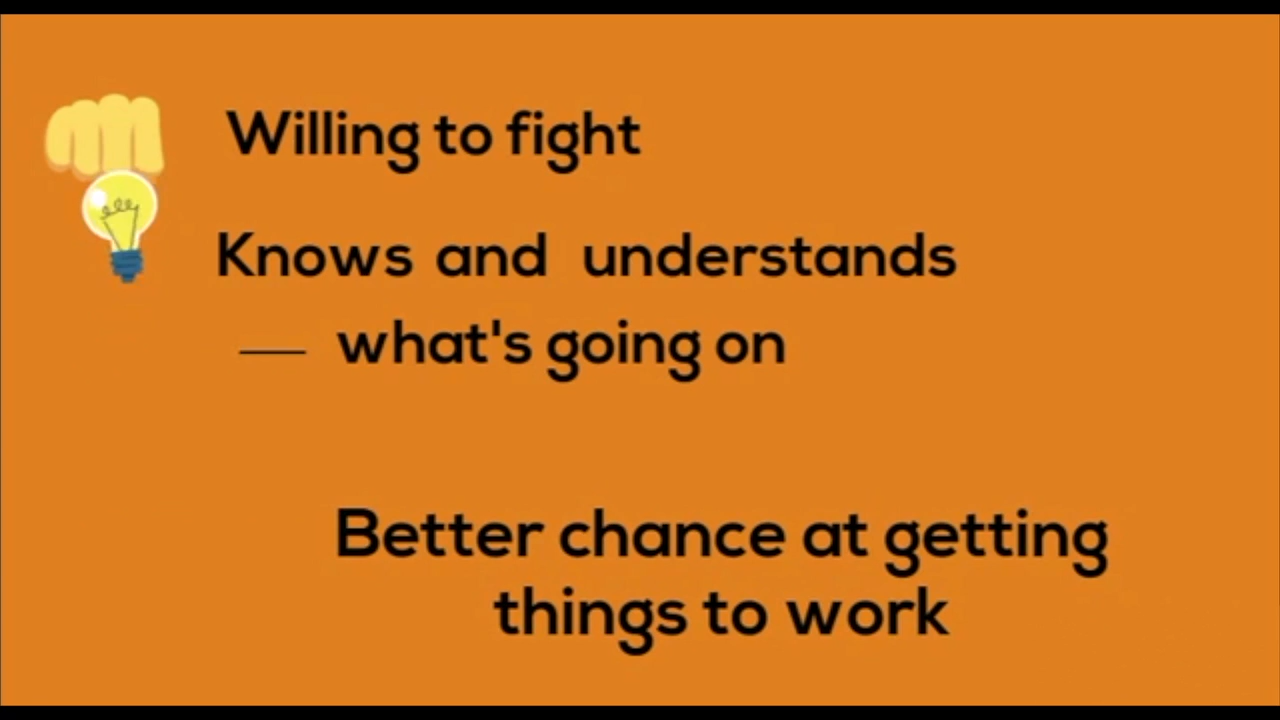 Willing to fight
Knows and understands
— what's going on
Better chance at getting
things to work